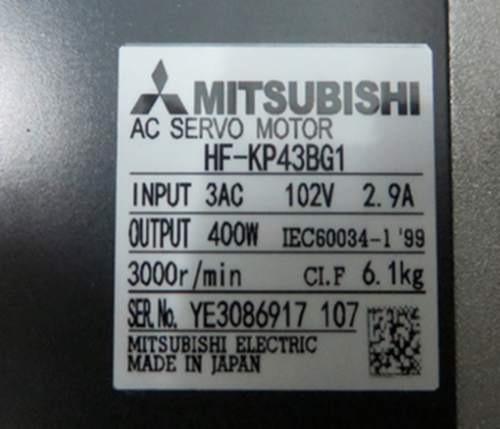 MITSUBISHI
AC SERVO MOTOR
HF-KP43BG1
INPUT 3AC 102V 2.9A
OUTPUT 400W IEC60034-1 '99
3000r/min CI.F 6.1kg
SER.No. YE3086917 107
MITSUBISHI ELECTRIC
MADE IN JAPAN